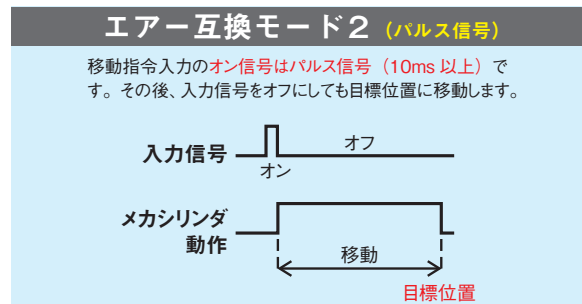 エアー互換モード2 (パルス信号)
移動指令入力のオン信号はパルス信号（10ms 以上）で
す。その後、入力信号をオフにしても目標位置に移動します。
入力信号
オフ
オン
メカシリンダ
動作
移動
目標位置